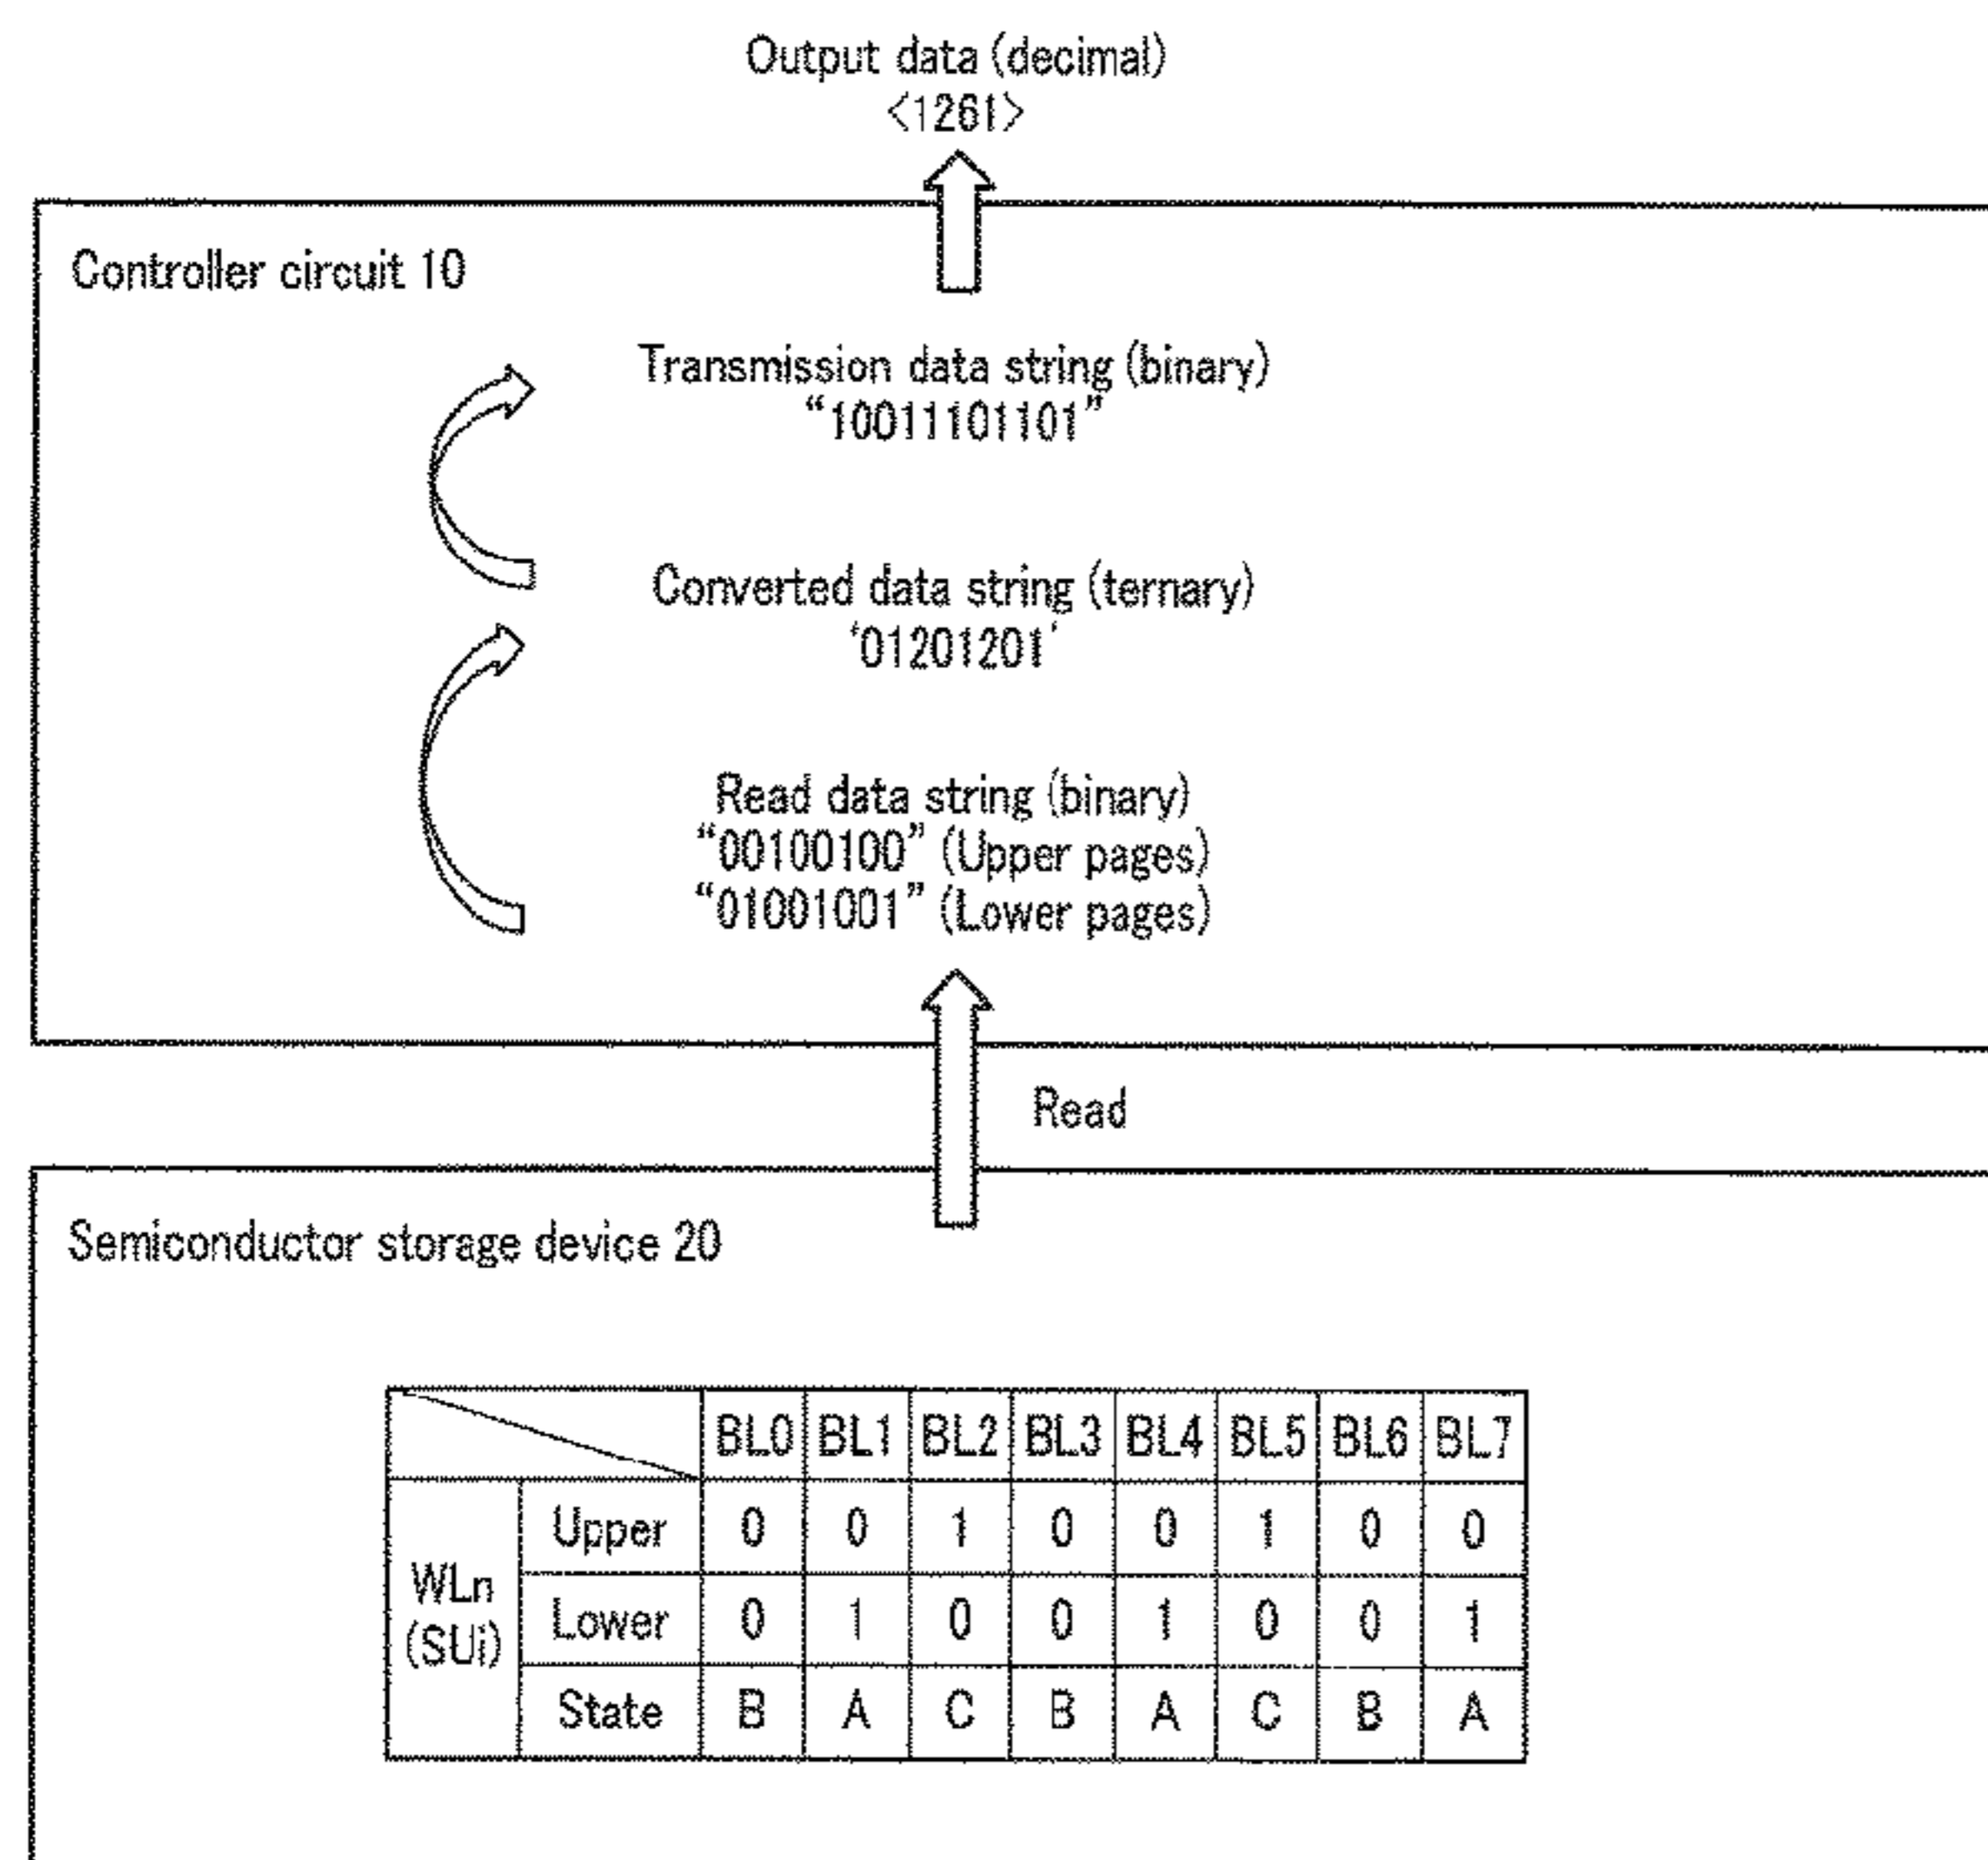 Output data (decimal)
<1261>
Controller circuit 10
Transmission data string (binary)
“10011101101”
Converted data string (ternary)
‘01201201‘
Read data string (binary)
“00100100” (Upper pages)
“01001001” (Lower pages)
Read
Semiconductor storage device 20
BL0 BL1 BL2 BL3 BL4 BL5 BL6 BL7
WLn
(SUi)
Upper 0 0 1 0 0 1 0 0
Lower 0 1 0 0 1 0 0 1
State B A C B A C B A